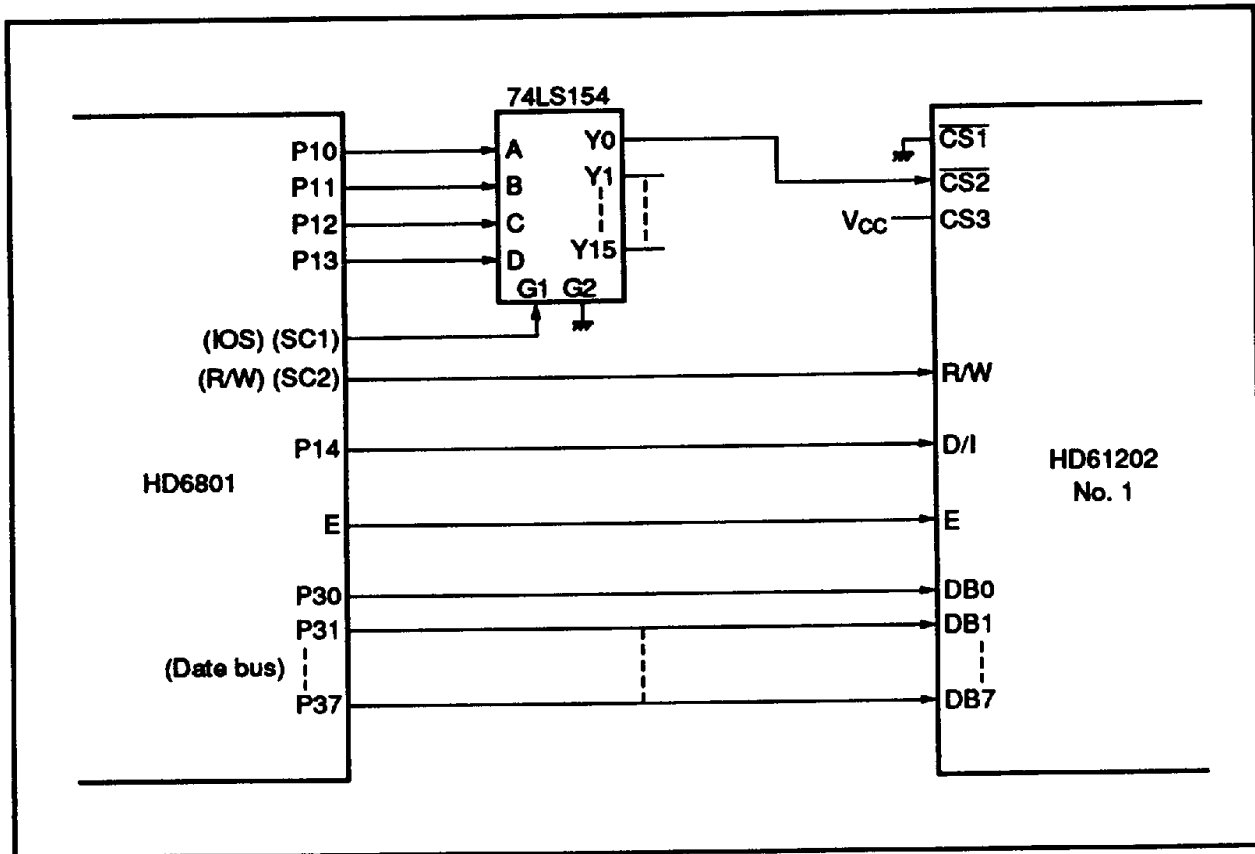 74LS154
P10
A
Y0
CS1
P11
B
Y1
CS2
P12
C
VCC
CS3
P13
D
Y15
G1 G2
(IOS) (SC1)
(R/W) (SC2)
R/W
P14
D/I
HD6801
HD61202
No. 1
E
E
P30
DB0
P31
DB1
(Date bus)
P37
DB7